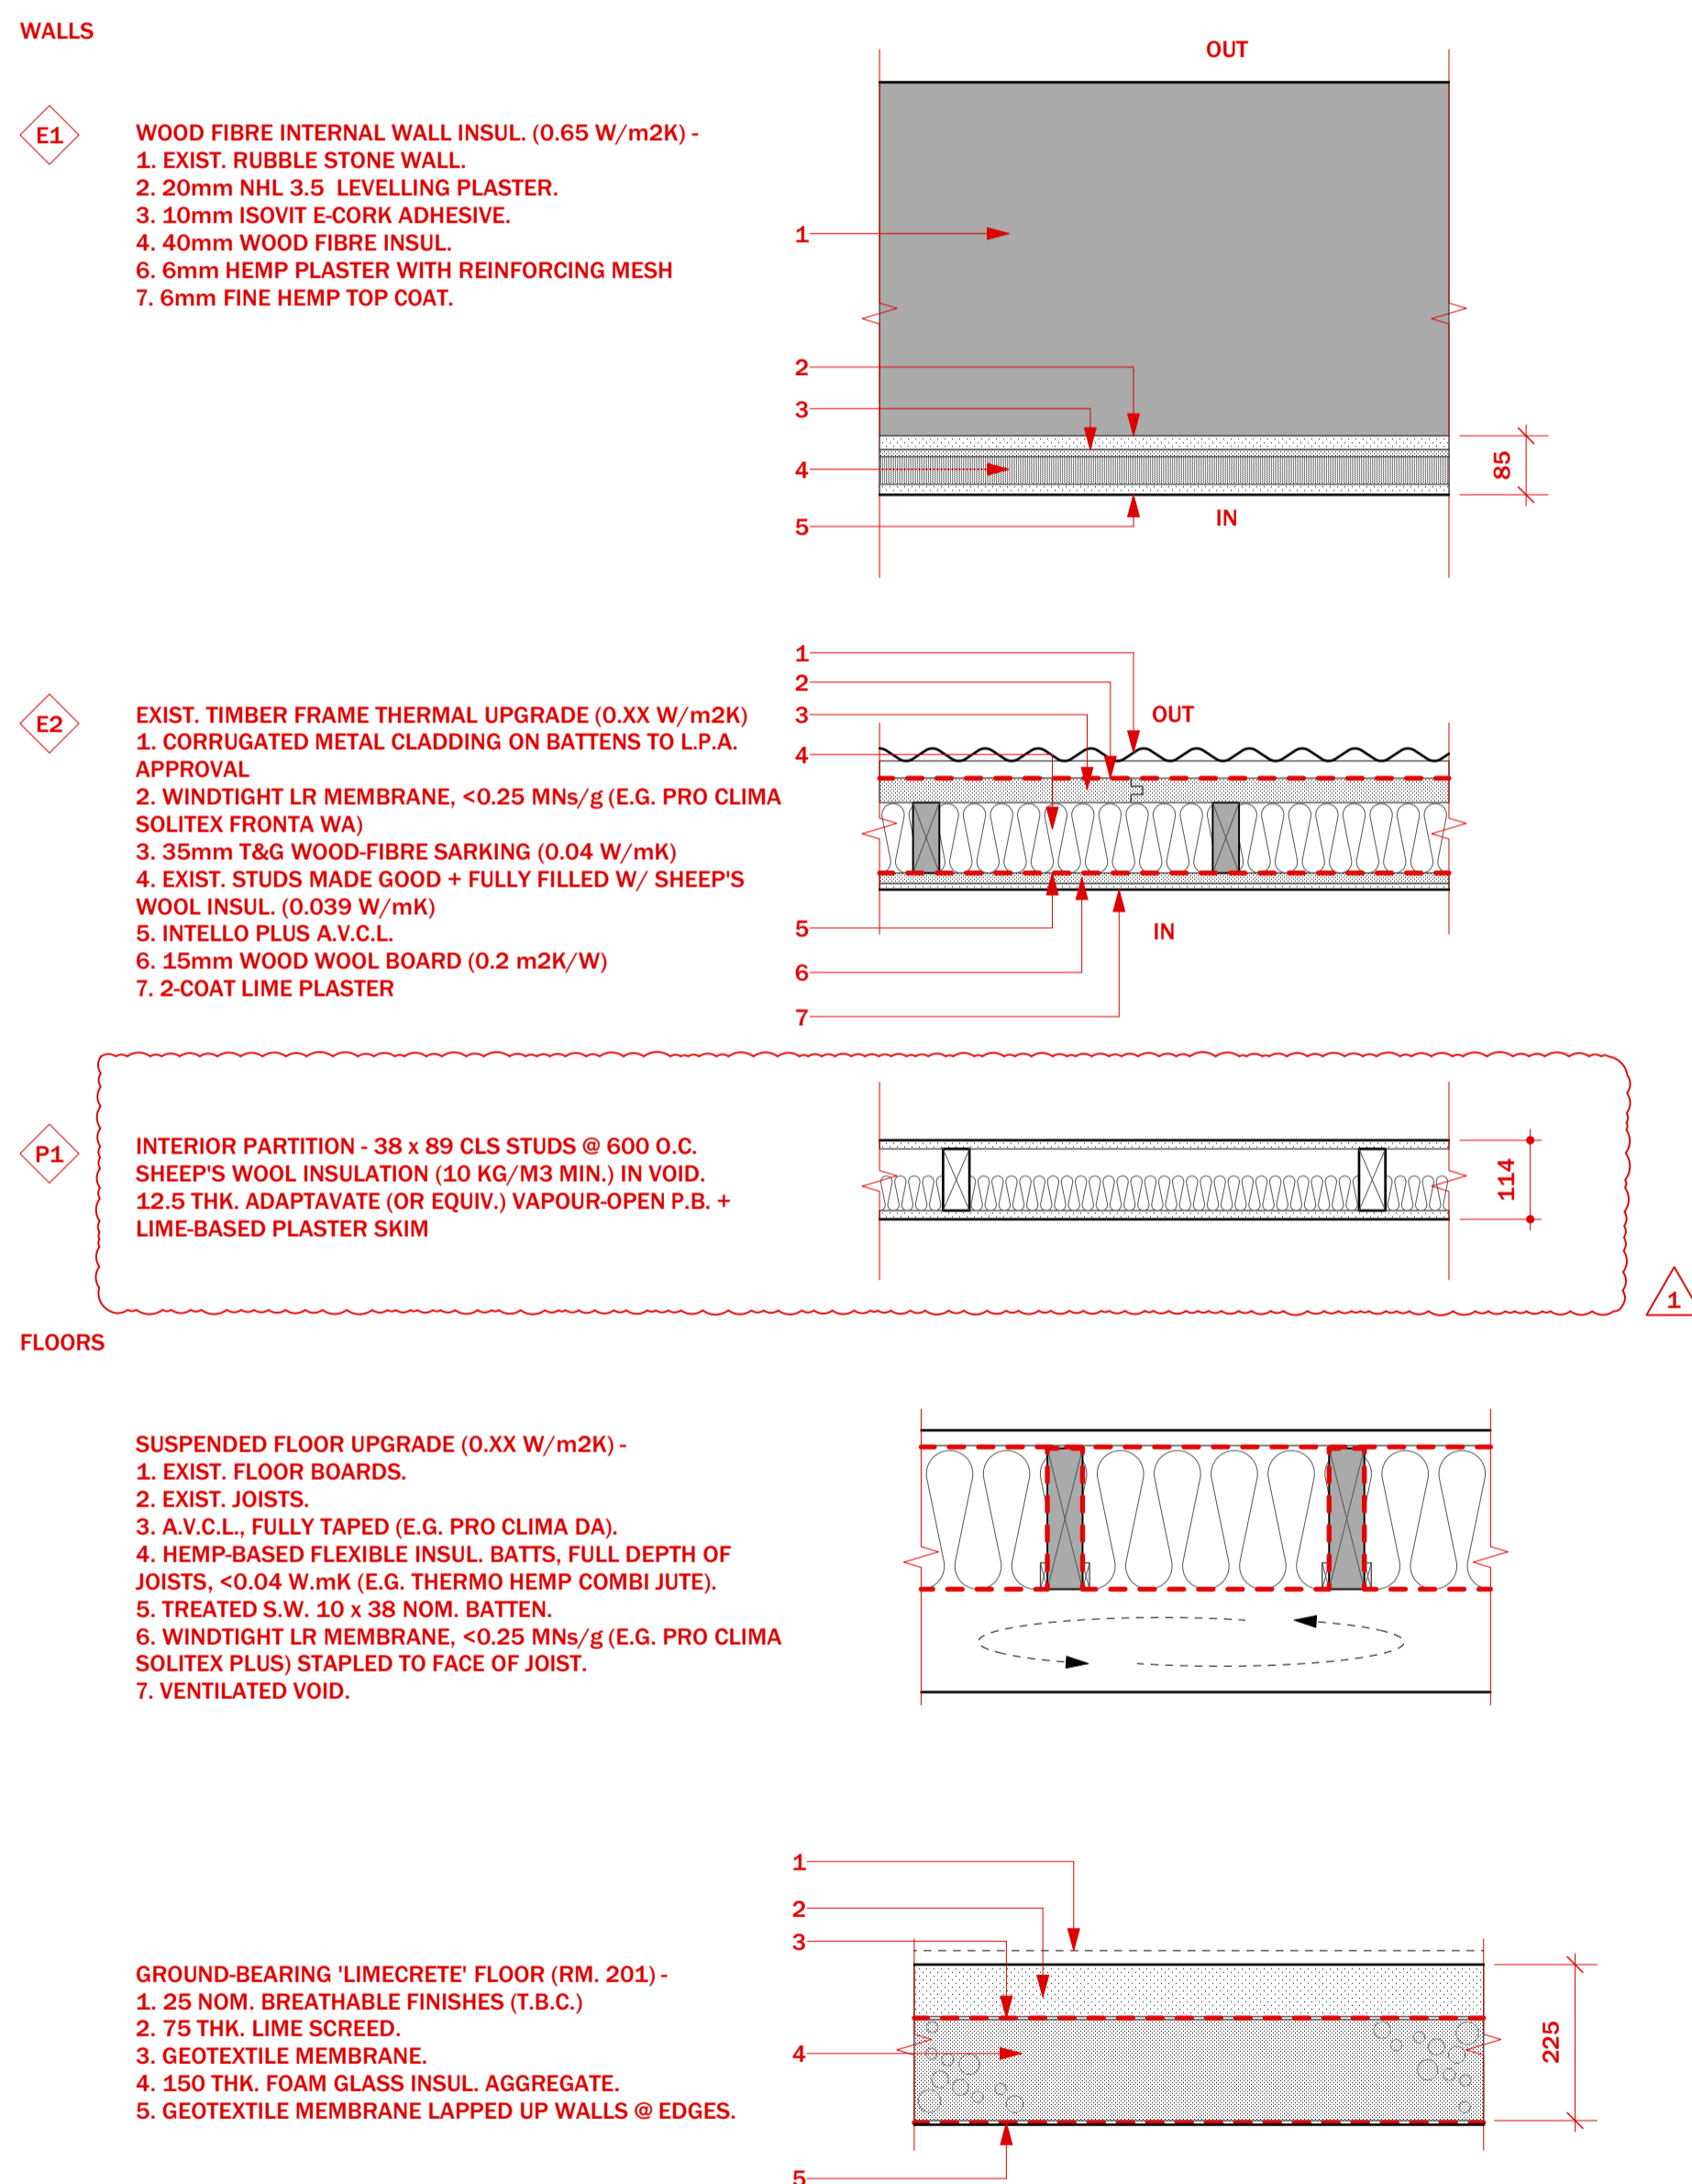 WALLS
OUT
E1
WOOD FIBRE INTERNAL WALL INSUL. (0.65 W/m2K) -
1. EXIST. RUBBLE STONE WALL.
2. 20mm NHL 3.5  LEVELLING PLASTER.
3. 10mm ISOVIT E-CORK ADHESIVE.
4. 40mm WOOD FIBRE INSUL.
6. 6mm HEMP PLASTER WITH REINFORCING MESH
7. 6mm FINE HEMP TOP COAT.
1
2
3
4
5
85
IN
E2
EXIST. TIMBER FRAME THERMAL UPGRADE (0.XX W/m2K)
1. CORRUGATED METAL CLADDING ON BATTENS TO L.P.A.
APPROVAL
2. WINDTIGHT LR MEMBRANE, <0.25 MNs/g (E.G. PRO CLIMA
SOLITEX FRONTA WA)
3. 35mm T&G WOOD-FIBRE SARKING (0.04 W/mK)
4. EXIST. STUDS MADE GOOD + FULLY FILLED W/ SHEEP'S
WOOL INSUL. (0.039 W/mK)
5. INTELLO PLUS A.V.C.L.
6. 15mm WOOD WOOL BOARD (0.2 m2K/W)
7. 2-COAT LIME PLASTER
1
2
3
4
OUT
5
6
7
IN
P1
INTERIOR PARTITION - 38 x 89 CLS STUDS @ 600 O.C.
SHEEP'S WOOL INSULATION (10 KG/M3 MIN.) IN VOID.
12.5 THK. ADAPTAVATE (OR EQUIV.) VAPOUR-OPEN P.B. +
LIME-BASED PLASTER SKIM
114
1
FLOORS
SUSPENDED FLOOR UPGRADE (0.XX W/m2K) -
1. EXIST. FLOOR BOARDS.
2. EXIST. JOISTS.
3. A.V.C.L., FULLY TAPED (E.G. PRO CLIMA DA).
4. HEMP-BASED FLEXIBLE INSUL. BATTS, FULL DEPTH OF
JOISTS, <0.04 W.mK (E.G. THERMO HEMP COMBI JUTE).
5. TREATED S.W. 10 x 38 NOM. BATTEN.
6. WINDTIGHT LR MEMBRANE, <0.25 MNs/g (E.G. PRO CLIMA
SOLITEX PLUS) STAPLED TO FACE OF JOIST.
7. VENTILATED VOID.
GROUND-BEARING 'LIMECRETE' FLOOR (RM. 201) -
1. 25 NOM. BREATHABLE FINISHES (T.B.C.)
2. 75 THK. LIME SCREED.
3. GEOTEXTILE MEMBRANE.
4. 150 THK. FOAM GLASS INSUL. AGGREGATE.
5. GEOTEXTILE MEMBRANE LAPPED UP WALLS @ EDGES.
1
2
3
4
5
225